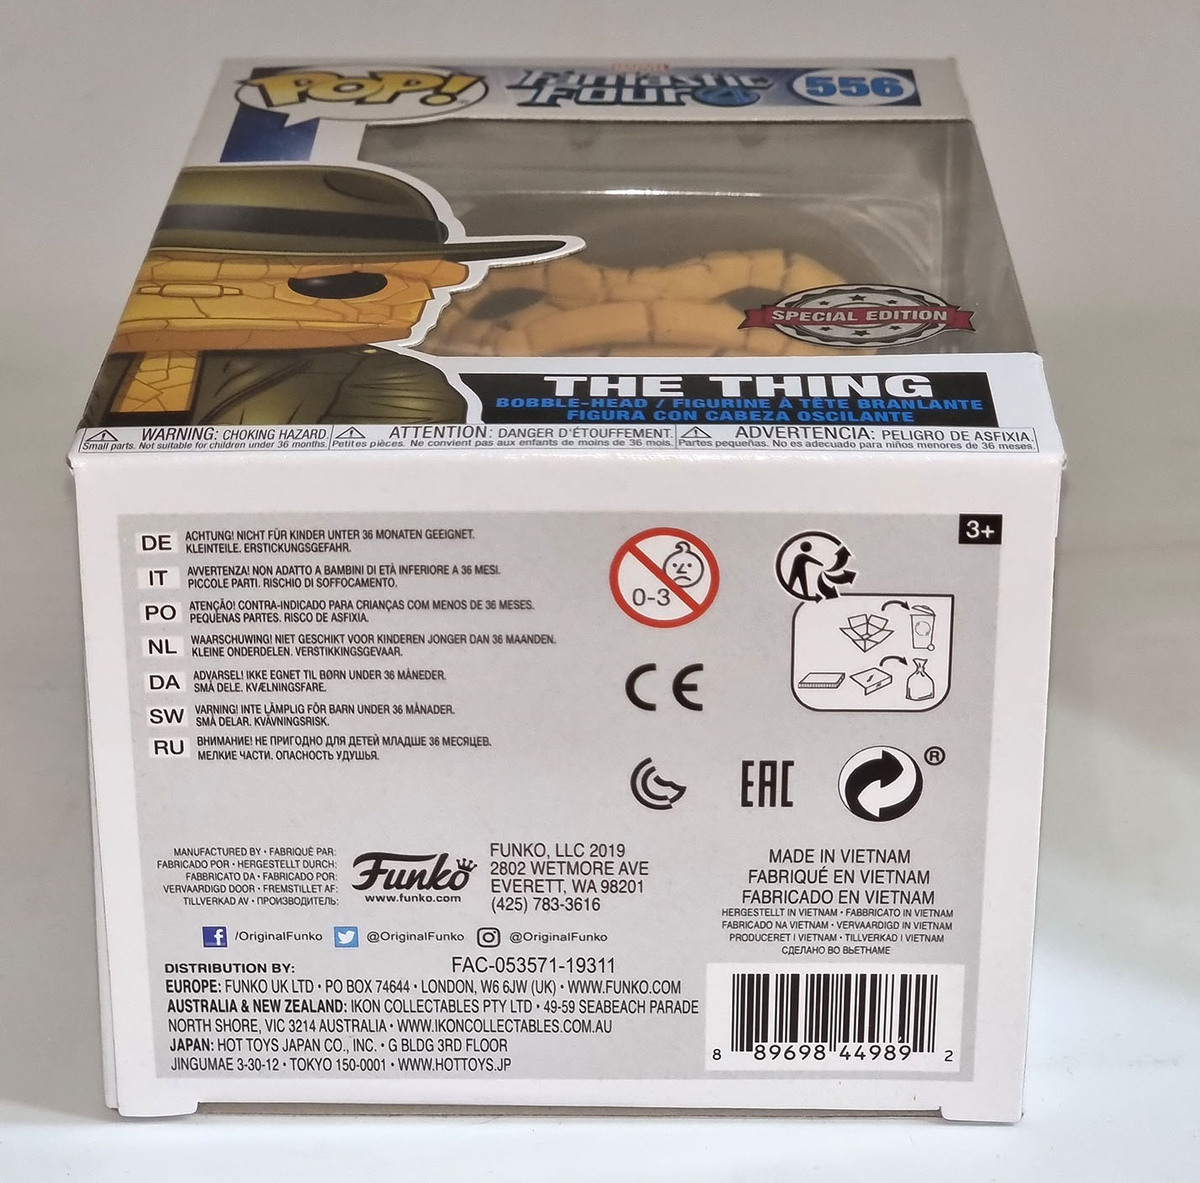 POP!
MARVEL
Fantastic
Four
556
SPECIAL EDITION
THE THING
BOBBLE-HEAD / FIGURINE À TÊTE BRANLANTE
FIGURA CON CABEZA OSCILANTE
WARNING: CHOKING HAZARD.
Small parts. Not suitable for children under 36 months.
ATTENTION: DANGER D'ÉTOUFFEMENT.
Petites pièces. Ne convient pas aux enfants de moins de 36 mois.
ADVERTENCIA: PELIGRO DE ASFIXIA.
Partes pequeñas. No es adecuado para niños menores de 36 meses.
3+
DE ACHTUNG! NICHT FÜR KINDER UNTER 36 MONATEN GEEIGNET.
KLEINTEILE. ERSTICKUNGSGEFAHR.
IT AVVERTENZA! NON ADATTO A BAMBINI DI ETÀ INFERIORE A 36 MESI.
PICCOLE PARTI. RISCHIO DI SOFFOCAMENTO.
PO ATENÇÃO! CONTRA-INDICADO PARA CRIANÇAS COM MENOS DE 36 MESES.
PEQUENAS PARTES. RISCO DE ASFIXIA.
NL WAARSCHUWING! NIET GESCHIKT VOOR KINDEREN JONGER DAN 36 MAANDEN.
KLEINE ONDERDELEN. VERSTIKKINGSGEVAAR.
DA ADVARSEL! IKKE EGNET TIL BØRN UNDER 36 MÅNEDER.
SMÅ DELE. KVÆLNINGSFARE.
SW VARNING! INTE LÄMPLIG FÖR BARN UNDER 36 MÅNADER.
SMÅ DELAR. KVÄVNINGSRISK.
RU ВНИМАНИЕ! НЕ ПРИГОДНО ДЛЯ ДЕТЕЙ МЛАДШЕ 36 МЕСЯЦЕВ.
МЕЛКИЕ ЧАСТИ. ОПАСНОСТЬ УДУШЬЯ.
0-3
CE
EAC
®
MANUFACTURED BY • FABRIQUÉ PAR:
FABRICADO POR • HERGESTELLT DURCH:
FABBRICATO DA • FABRICADO POR:
VERVAARDIGD DOOR • FREMSTILLET AF:
TILLVERKAD AV • ПРОИЗВОДИТЕЛЬ:
Funko
www.funko.com
FUNKO, LLC 2019
2802 WETMORE AVE
EVERETT, WA 98201
(425) 783-3616
MADE IN VIETNAM
FABRIQUÉ EN VIETNAM
FABRICADO EN VIETNAM
HERGESTELLT IN VIETNAM • FABBRICATO IN VIETNAM
FABRICADO NA VIETNAM • VERVAARDIGD IN VIETNAM
PRODUCERET I VIETNAM • TILLVERKAD I VIETNAM
СДЕЛАНО ВО ВЬЕТНАМЕ
/OriginalFunko @OriginalFunko @OriginalFunko
FAC-053571-19311
DISTRIBUTION BY:
EUROPE: FUNKO UK LTD • PO BOX 74644 • LONDON, W6 6JW (UK) • WWW.FUNKO.COM
AUSTRALIA & NEW ZEALAND: IKON COLLECTABLES PTY LTD • 49-59 SEABEACH PARADE
NORTH SHORE, VIC 3214 AUSTRALIA • WWW.IKONCOLLECTABLES.COM.AU
JAPAN: HOT TOYS JAPAN CO., INC. • G BLDG 3RD FLOOR
JINGUMAE 3-30-12 • TOKYO 150-0001 • WWW.HOTTOYS.JP
8 89698 44989 2